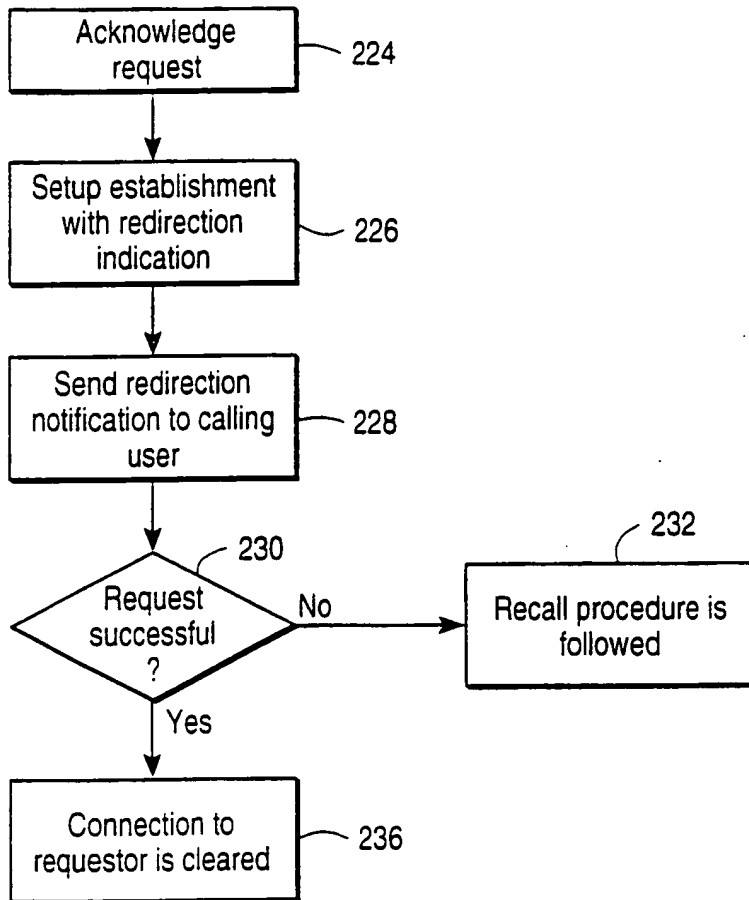 Acknowledge
request
224
Setup establishment
with redirection
indication
226
Send redirection
notification to calling
user
228
230
Request
successful
?
No
232
Recall procedure is
followed
Yes
Connection to
requestor is cleared
236